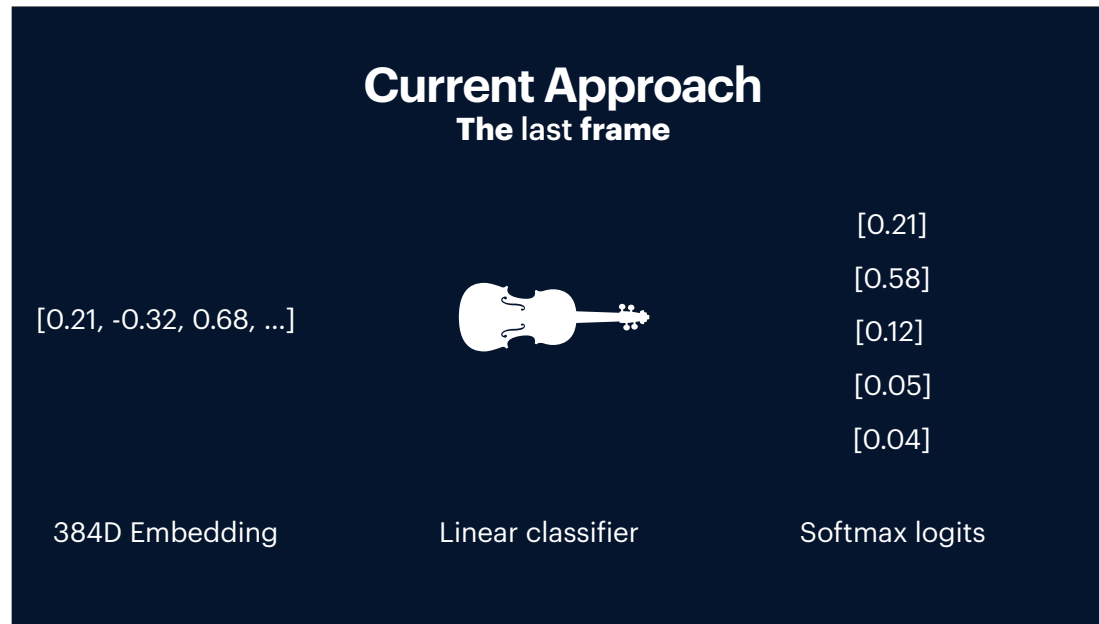 Current Approach
The last frame
[0.21, -0.32, 0.68, ...]
[0.21]
[0.58]
[0.12]
[0.05]
[0.04]
384D Embedding
Linear classifier
Softmax logits